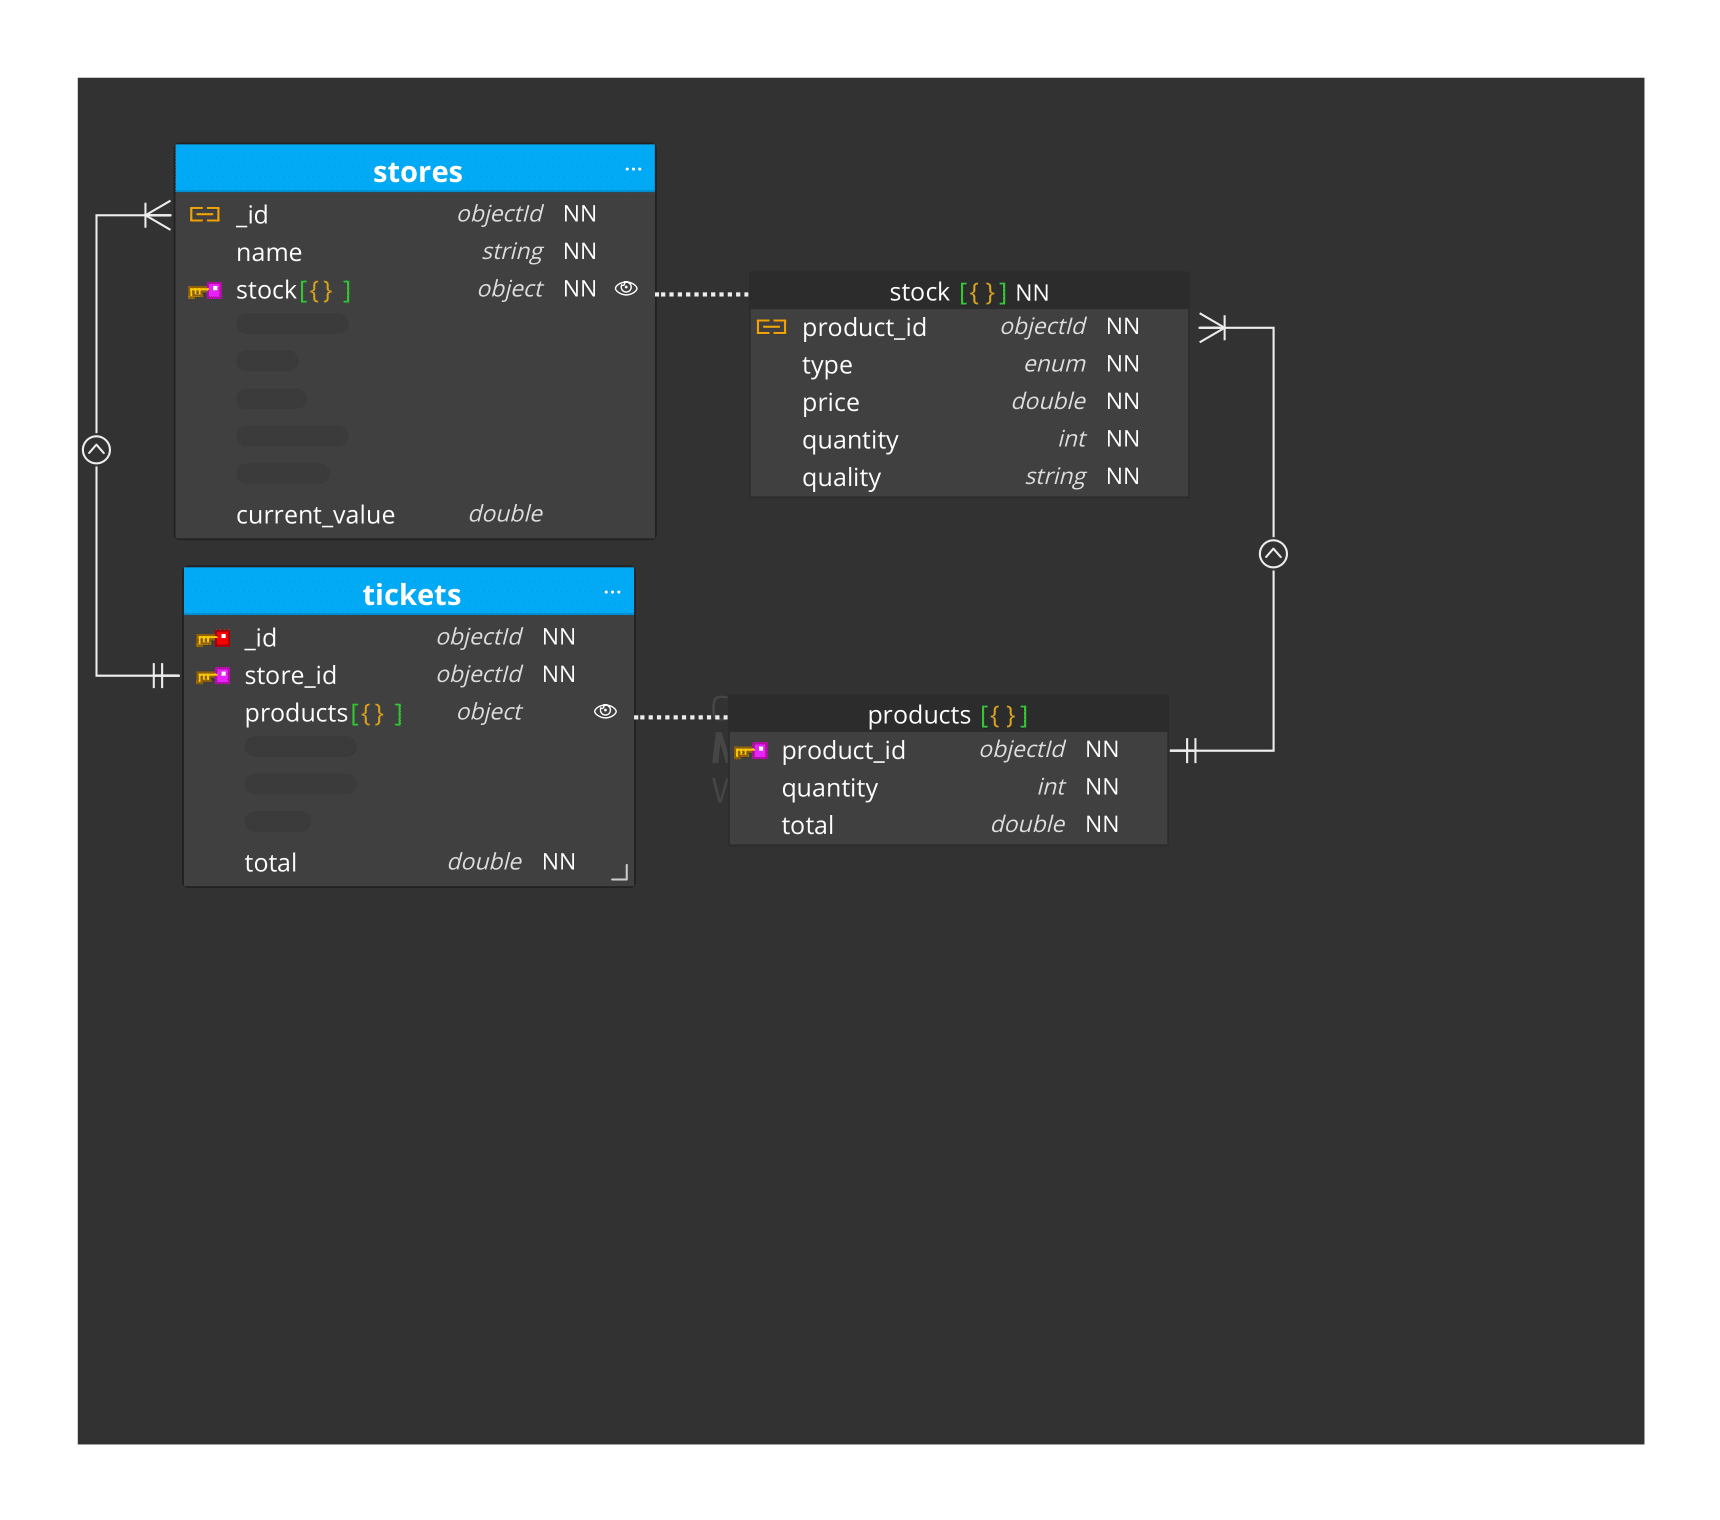 stores ...
_id objectId NN
name string NN
stock[{} ] object NN
current_value double
stock [{}] NN
product_id objectId NN
type enum NN
price double NN
quantity int NN
quality string NN
tickets ...
_id objectId NN
store_id objectId NN
products[{} ] object
total double NN
products [{}]
product_id objectId NN
quantity int NN
total double NN